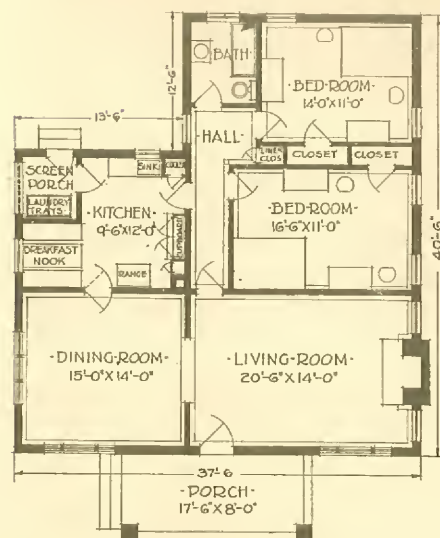 12'-6"
·BATH·
·BED-ROOM·
14'-0"X11'-0"
13'-6"
·HALL·
LINEN
CLOS
CLOSET
CLOSET
SCREEN
PORCH
SINK
LAUNDRY
TRAYS
·KITCHEN·
9'-6"X12'-0"
CUPBOARD
·BED-ROOM·
16'-6"X11'-0"
40'-6"
BREAKFAST
NOOK
RANGE
·DINING-ROOM·
15'-0"X14'-0"
·LIVING-ROOM·
20'-6"X14'-0"
37'-6
·PORCH·
17'-6"X8'-0"